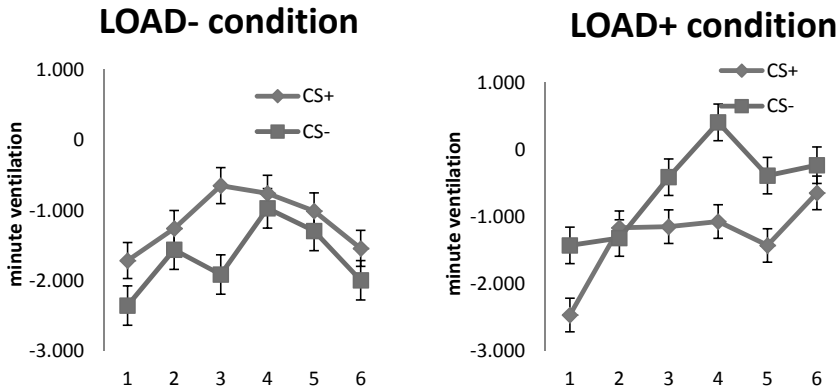 LOAD- condition
minute ventilation
1.000
0
-1.000
-2.000
-3.000
CS+
CS-
1 2 3 4 5 6
LOAD+ condition
minute ventilation
1.000
0
-1.000
-2.000
-3.000
CS+
CS-
1 2 3 4 5 6